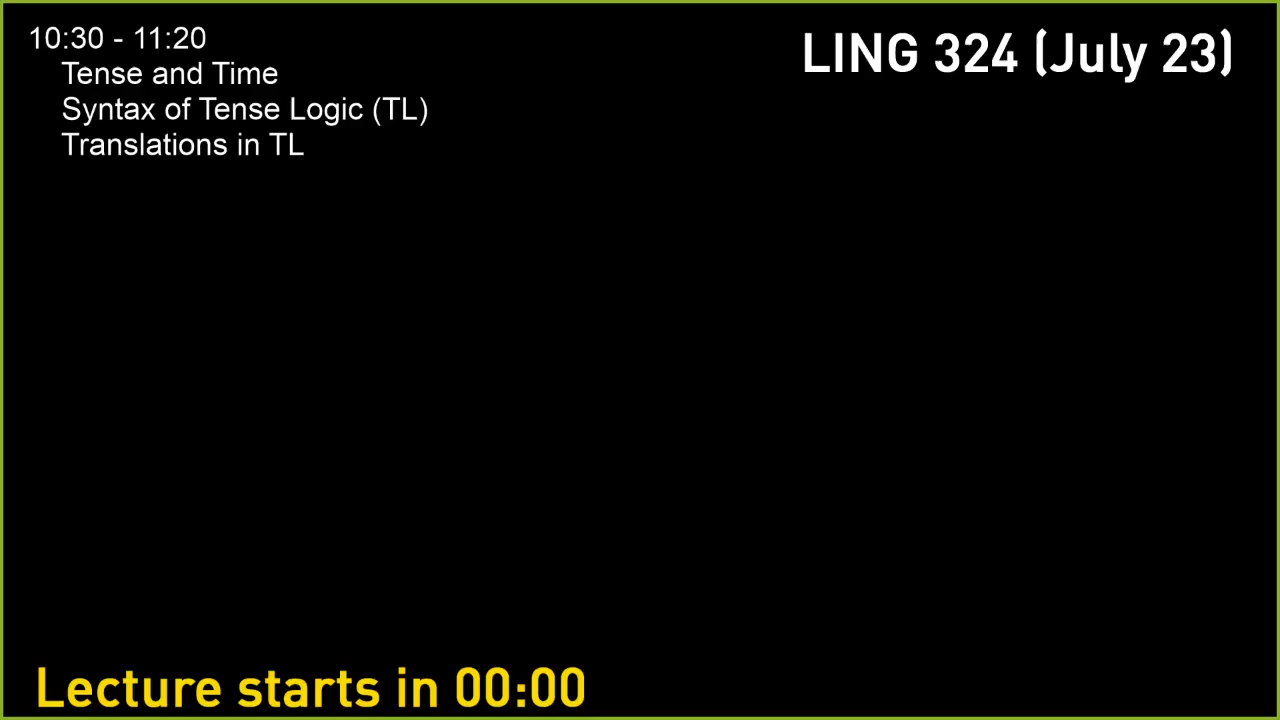 10:30 - 11:20
Tense and Time
Syntax of Tense Logic (TL)
Translations in TL
LING 324 (July 23)
Lecture starts in 00:00